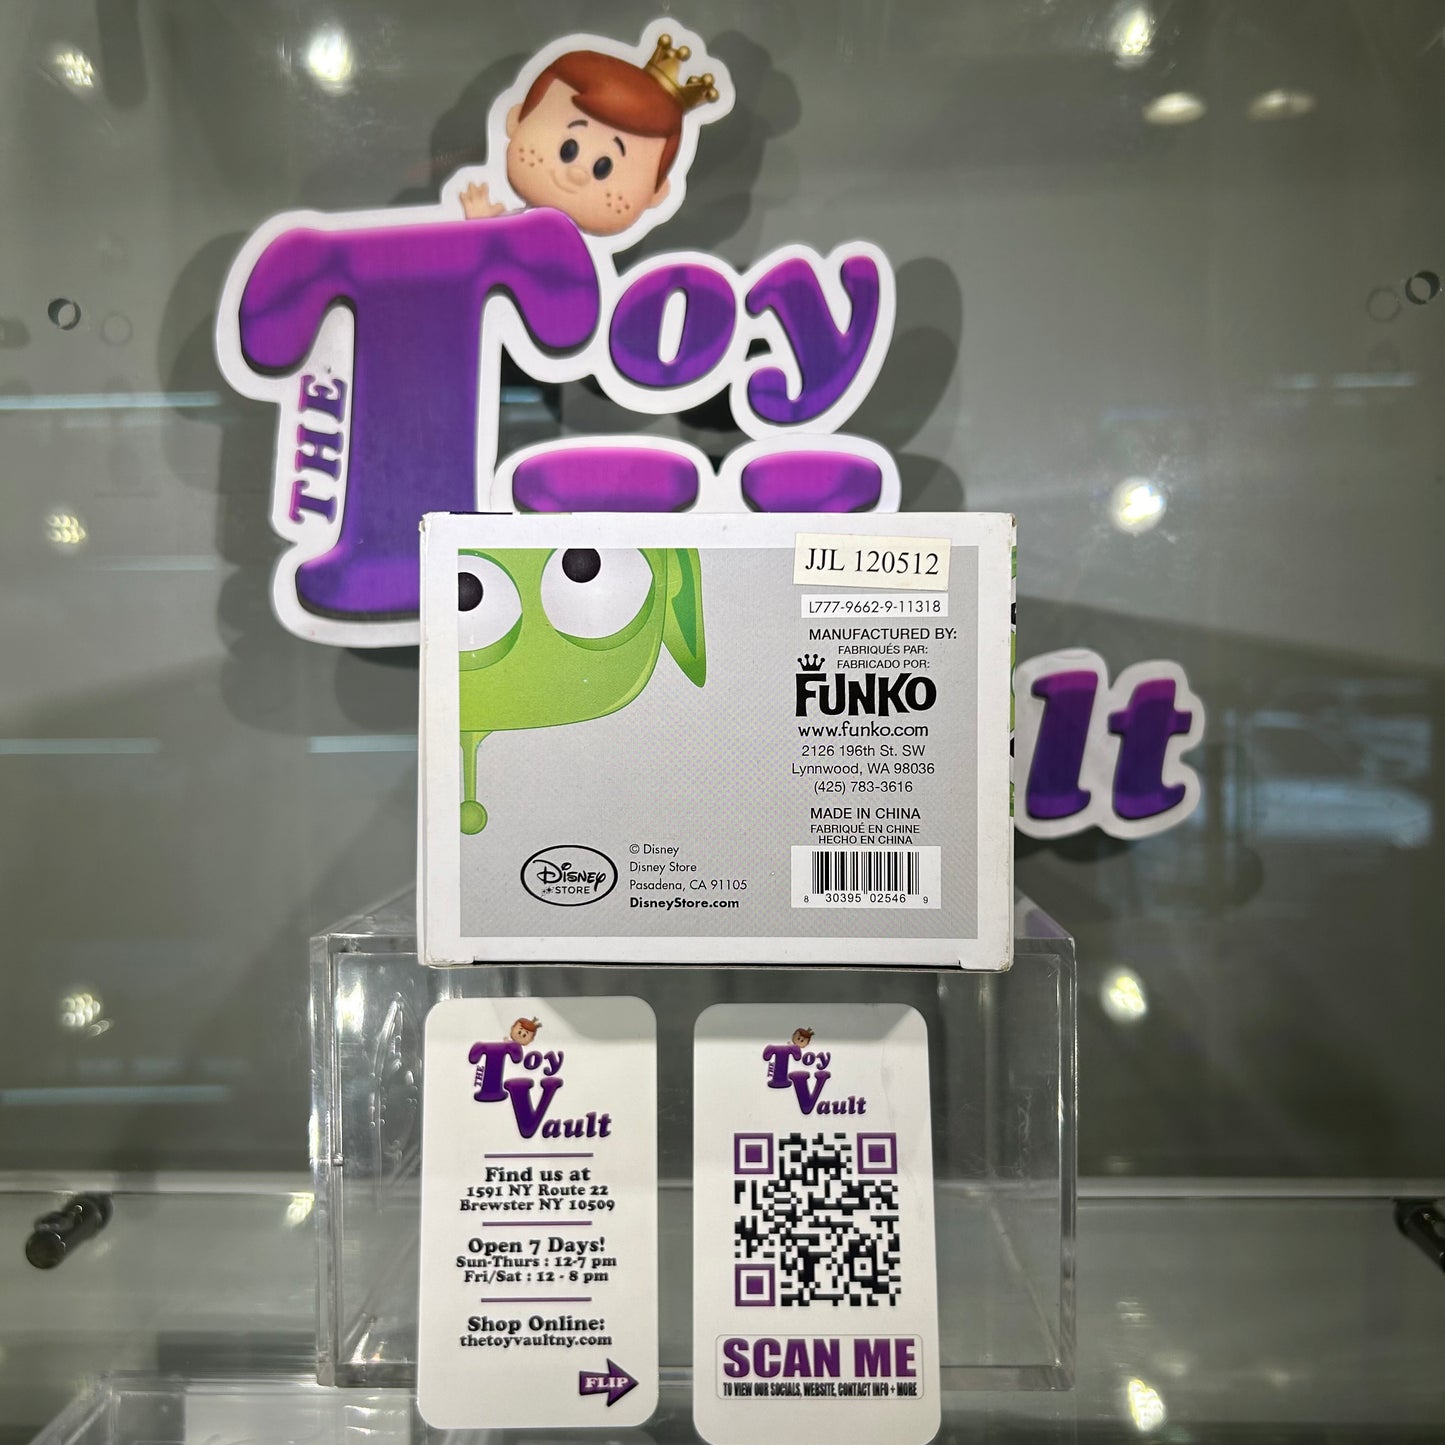 THE
Toy
lt
JJL 120512
L777-9662-9-11318
MANUFACTURED BY:
FABRIQUÉS PAR:
FABRICADO POR:
FUNKO
www.funko.com
2126 196th St. SW
Lynnwood, WA 98036
(425) 783-3616
MADE IN CHINA
FABRIQUÉ EN CHINE
HECHO EN CHINA
8 30395 02546 9
Disney
STORE
© Disney
Disney Store
Pasadena, CA 91105
DisneyStore.com
THE
Toy
Vault
Find us at
1591 NY Route 22
Brewster NY 10509
Open 7 Days!
Sun-Thurs : 12-7 pm
Fri/Sat : 12 - 8 pm
Shop Online:
thetoyvaultny.com
FLIP
THE
Toy
Vault
SCAN ME
TO VIEW OUR SOCIALS, WEBSITE, CONTACT INFO + MORE